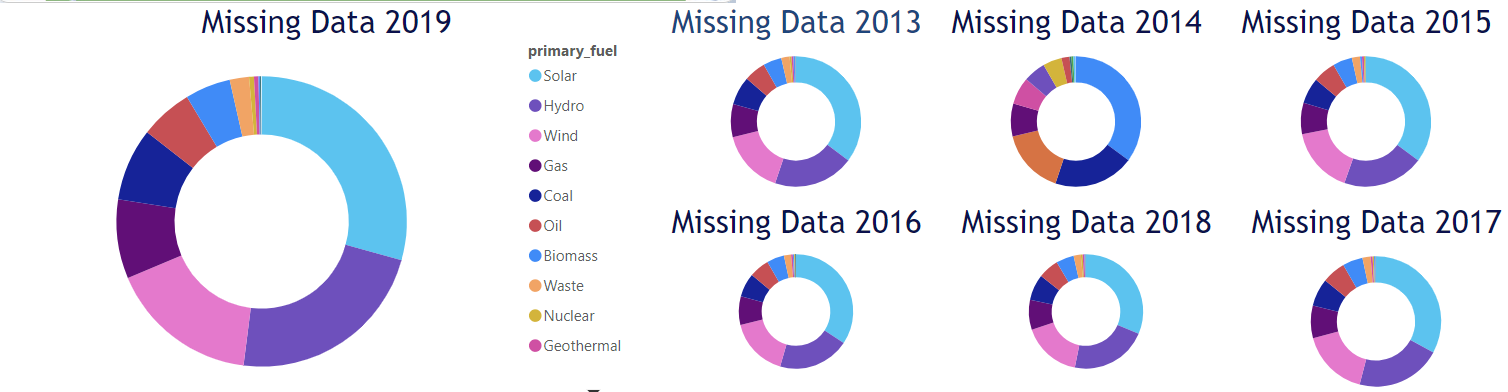 Missing Data 2019
primary_fuel
Solar
Hydro
Wind
Gas
Coal
Oil
Biomass
Waste
Nuclear
Geothermal
Missing Data 2013
Missing Data 2014
Missing Data 2015
Missing Data 2016
Missing Data 2018
Missing Data 2017